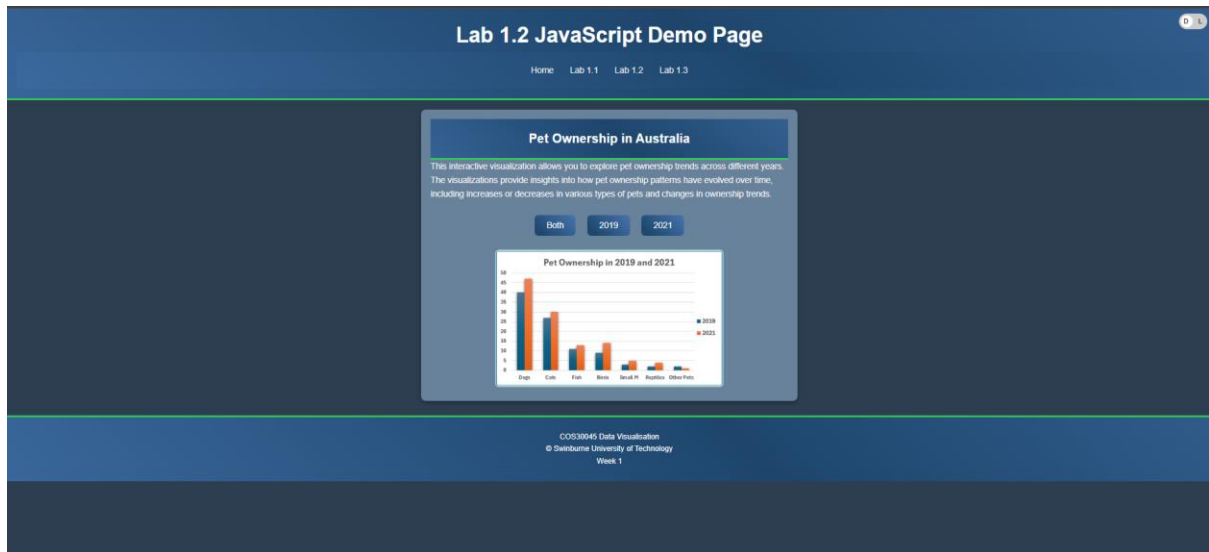 Lab 1.2 JavaScript Demo Page
D L
Home Lab 1.1 Lab 1.2 Lab 1.3
Pet Ownership in Australia
This interactive visualization allows you to explore pet ownership trends across different years.
The visualizations provide insights into how pet ownership patterns have evolved over time,
including increases or decreases in various types of pets and changes in ownership trends.
Both 2019 2021
Pet Ownership in 2019 and 2021
50
45
40
35
30
25
20
15
10
5
0
2019
2021
Dogs Cats Fish Birds Small M Reptiles Other Pets
COS30045 Data Visualisation
© Swinburne University of Technology
Week 1